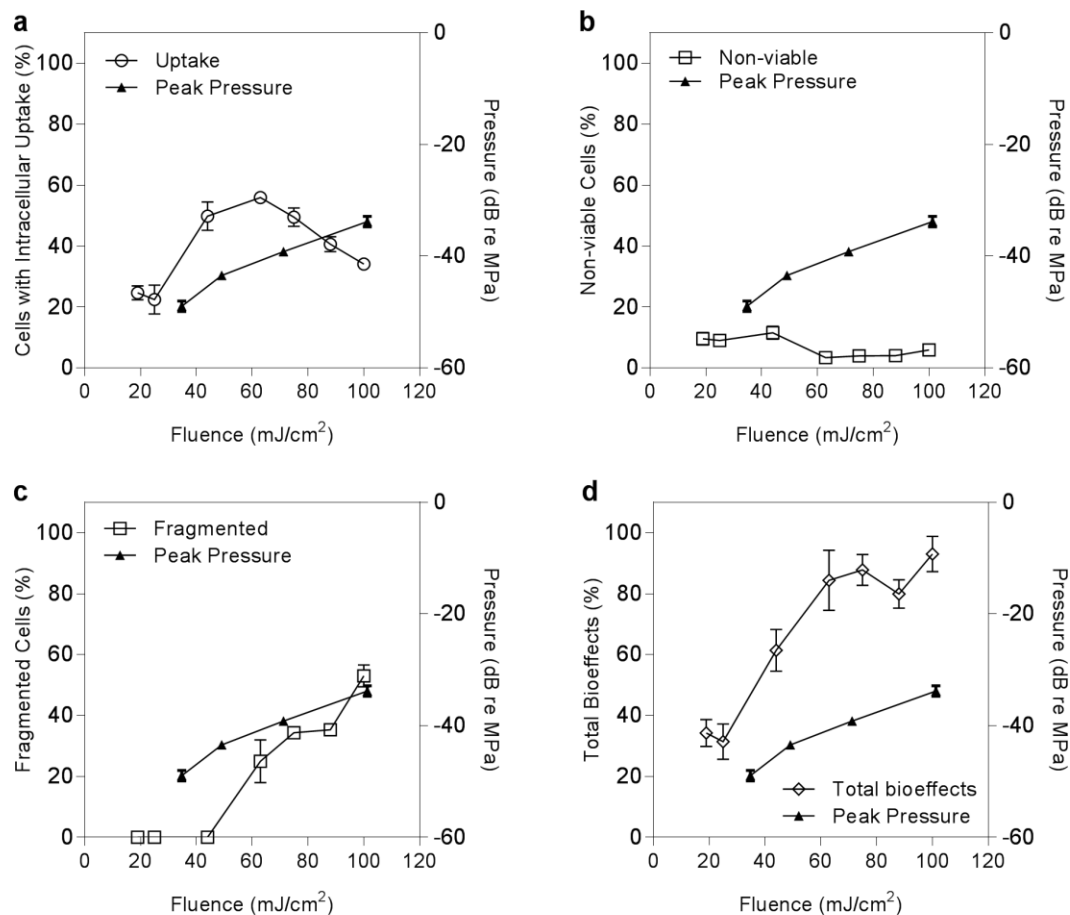 a
Uptake
Peak Pressure
Cells with Intracellular Uptake (%)
100
80
60
40
20
0
0
-20
-40
-60
Pressure (dB re MPa)
0 20 40 60 80 100 120
Fluence (mJ/cm²)
b
Non-viable
Peak Pressure
Non-viable Cells (%)
100
80
60
40
20
0
0
-20
-40
-60
Pressure (dB re MPa)
0 20 40 60 80 100 120
Fluence (mJ/cm²)
c
Fragmented
Peak Pressure
Fragmented Cells (%)
100
80
60
40
20
0
0
-20
-40
-60
Pressure (dB re MPa)
0 20 40 60 80 100 120
Fluence (mJ/cm²)
d
Total Bioeffects (%)
100
80
60
40
20
0
Total bioeffects
Peak Pressure
0
-20
-40
-60
Pressure (dB re MPa)
0 20 40 60 80 100 120
Fluence (mJ/cm²)